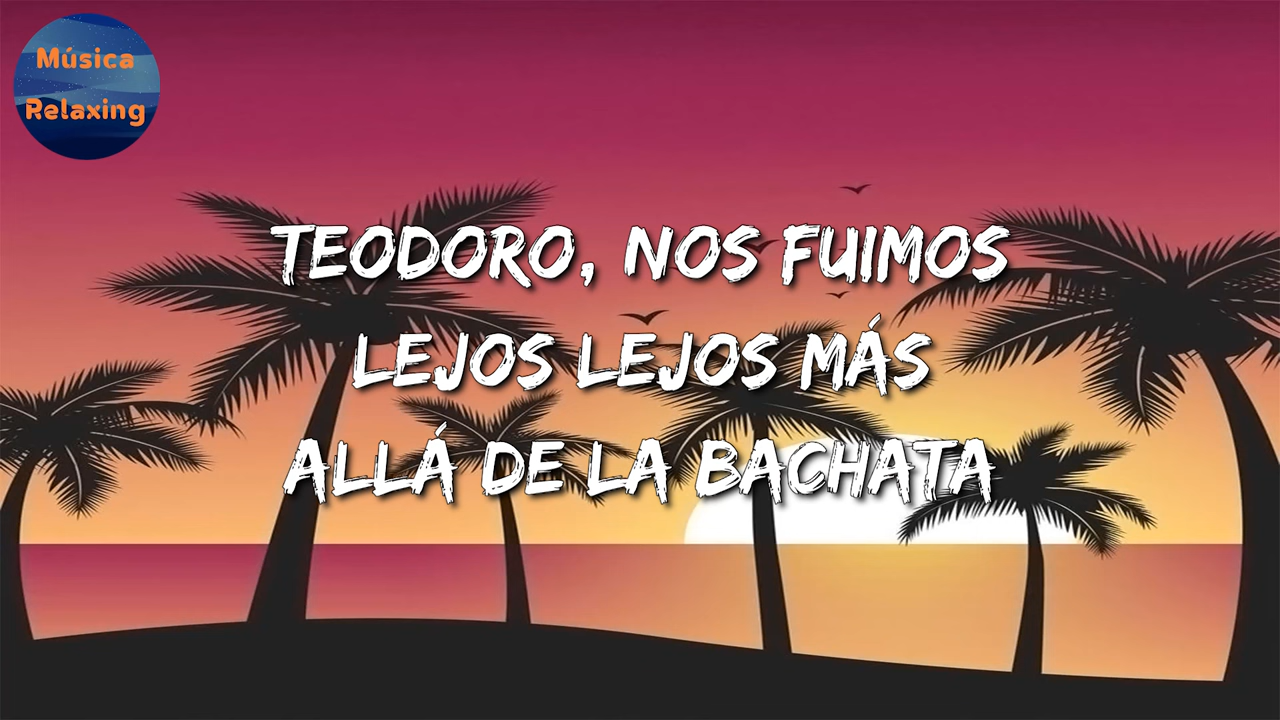 Música
Relaxing
TEODORO, NOS FUIMOS
LEJOS LEJOS MÁS
ALLÁ DE LA BACHATA